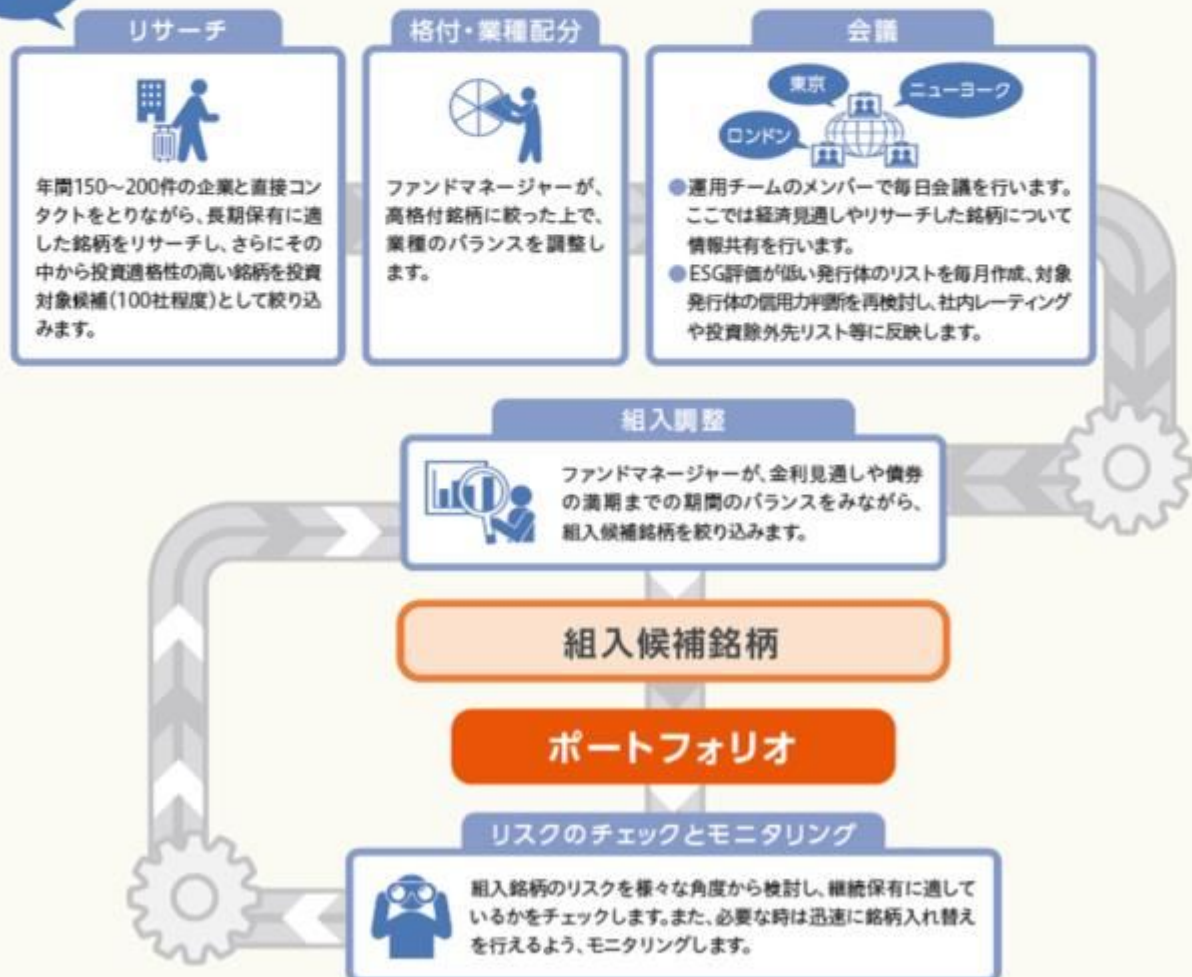 リサーチ
年間150～200件の企業と直接コン
タクトをとりながら、長期保有に適
した銘柄をリサーチし、さらにその
中から投資適格性の高い銘柄を投資
対象候補(100社程度)として絞り込
みます。
格付・業種配分
ファンドマネージャーが、
高格付銘柄に絞った上で、
業種のバランスを調整し
ます。
会議
東京
ニューヨーク
ロンドン
●運用チームのメンバーで毎日会議を行います。
ここでは経済見通しやリサーチした銘柄について
情報共有を行います。
●ESG評価が低い発行体のリストを毎月作成、対象
発行体の信用力判断を再検討し、社内レーティング
や投資除外先リスト等に反映します。
組入調整
ファンドマネージャーが、金利見通しや債券
の満期までの期間のバランスをみながら、
組入候補銘柄を絞り込みます。
組入候補銘柄
ポートフォリオ
リスクのチェックとモニタリング
組入銘柄のリスクを様々な角度から検討し、継続保有に適して
いるかをチェックします。また、必要な時は迅速に銘柄入れ替え
を行えるよう、モニタリングします。